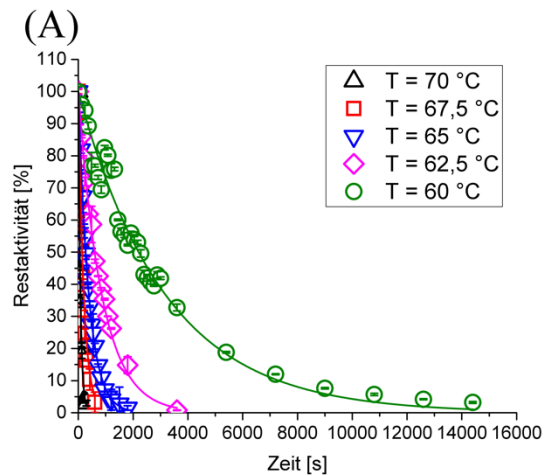 (A)
110
100
90
80
70
60
50
40
30
20
10
0
Restaktivität [%]
T = 70 °C
T = 67,5 °C
T = 65 °C
T = 62,5 °C
T = 60 °C
0 2000 4000 6000 8000 10000 12000 14000 16000
Zeit [s]